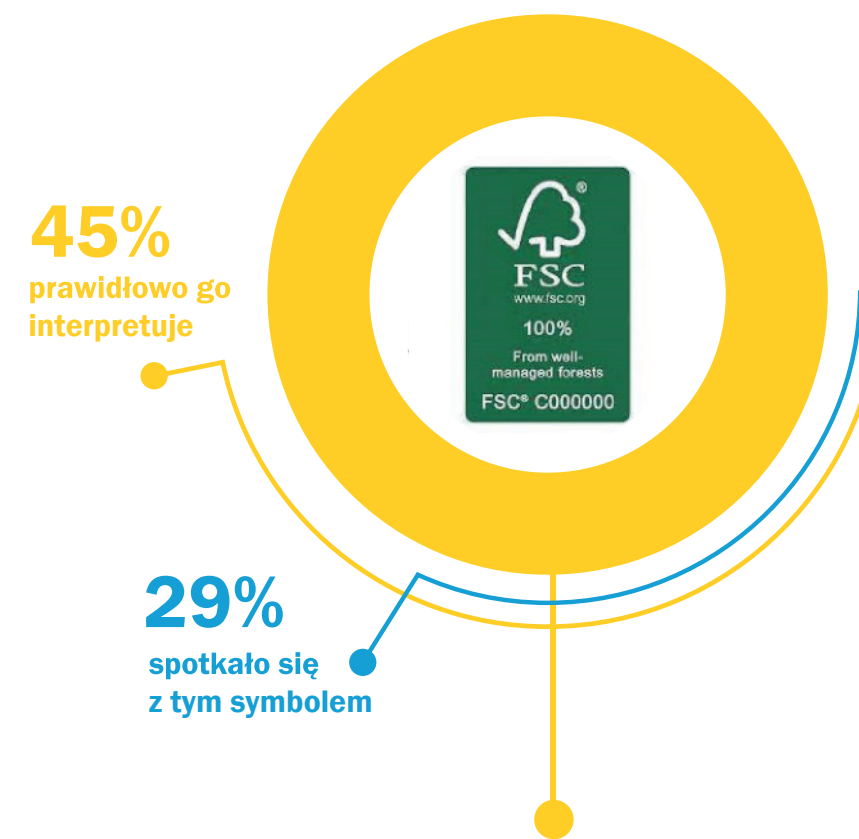 45%
prawidłowo go
interpretuje
FSC
®
www.fsc.org
100%
From well-
managed forests
FSC® C000000
29%
spotkało się
z tym symbolem